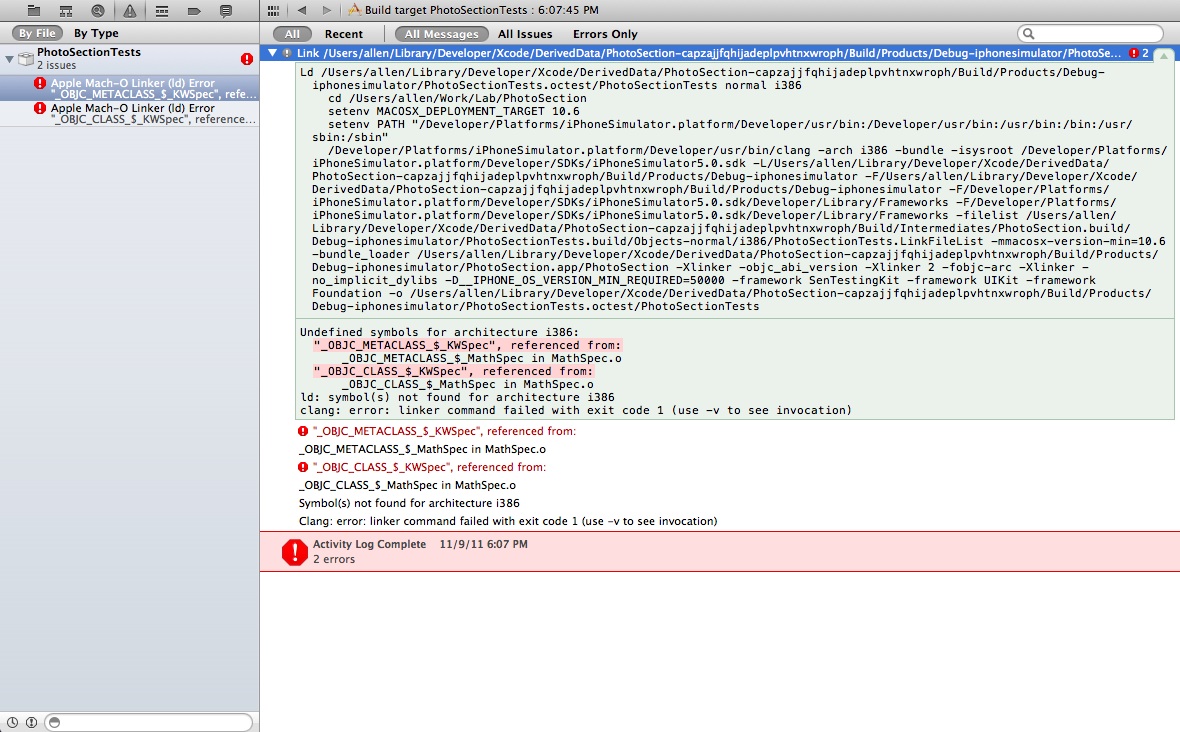 Build target PhotoSectionTests : 6:07:45 PM
By File By Type
All Recent All Messages All Issues Errors Only
PhotoSectionTests
2 issues
Apple Mach-O Linker (ld) Error
"_OBJC_METACLASS_$_KWSpec", refe...
Apple Mach-O Linker (ld) Error
"_OBJC_CLASS_$_KWSpec", reference...
Link /Users/allen/Library/Developer/Xcode/DerivedData/PhotoSection-capzajjfqhijadeplpvhtnxwroph/Build/Products/Debug-iphonesimulator/PhotoSe... 2
Ld /Users/allen/Library/Developer/Xcode/DerivedData/PhotoSection-capzajjfqhijadeplpvhtnxwroph/Build/Products/Debug-
iphonesimulator/PhotoSectionTests.octest/PhotoSectionTests normal i386
cd /Users/allen/Work/Lab/PhotoSection
setenv MACOSX_DEPLOYMENT_TARGET 10.6
setenv PATH "/Developer/Platforms/iPhoneSimulator.platform/Developer/usr/bin:/Developer/usr/bin:/usr/bin:/bin:/usr/
sbin:/sbin"
/Developer/Platforms/iPhoneSimulator.platform/Developer/usr/bin/clang -arch i386 -bundle -isysroot /Developer/Platforms/
iPhoneSimulator.platform/Developer/SDKs/iPhoneSimulator5.0.sdk -L/Users/allen/Library/Developer/Xcode/DerivedData/
PhotoSection-capzajjfqhijadeplpvhtnxwroph/Build/Products/Debug-iphonesimulator -F/Users/allen/Library/Developer/Xcode/
DerivedData/PhotoSection-capzajjfqhijadeplpvhtnxwroph/Build/Products/Debug-iphonesimulator -F/Developer/Platforms/
iPhoneSimulator.platform/Developer/SDKs/iPhoneSimulator5.0.sdk/Developer/Library/Frameworks -F/Developer/Platforms/
iPhoneSimulator.platform/Developer/SDKs/iPhoneSimulator5.0.sdk/Developer/Library/Frameworks -filelist /Users/allen/
Library/Developer/Xcode/DerivedData/PhotoSection-capzajjfqhijadeplpvhtnxwroph/Build/Intermediates/PhotoSection.build/
Debug-iphonesimulator/PhotoSectionTests.build/Objects-normal/i386/PhotoSectionTests.LinkFileList -mmacosx-version-min=10.6
-bundle_loader /Users/allen/Library/Developer/Xcode/DerivedData/PhotoSection-capzajjfqhijadeplpvhtnxwroph/Build/Products/
Debug-iphonesimulator/PhotoSection.app/PhotoSection -Xlinker -objc_abi_version -Xlinker 2 -fobjc-arc -Xlinker -
no_implicit_dylibs -D__IPHONE_OS_VERSION_MIN_REQUIRED=50000 -framework SenTestingKit -framework UIKit -framework
Foundation -o /Users/allen/Library/Developer/Xcode/DerivedData/PhotoSection-capzajjfqhijadeplpvhtnxwroph/Build/Products/
Debug-iphonesimulator/PhotoSectionTests.octest/PhotoSectionTests
Undefined symbols for architecture i386:
"_OBJC_METACLASS_$_KWSpec", referenced from:
_OBJC_METACLASS_$_MathSpec in MathSpec.o
"_OBJC_CLASS_$_KWSpec", referenced from:
_OBJC_CLASS_$_MathSpec in MathSpec.o
ld: symbol(s) not found for architecture i386
clang: error: linker command failed with exit code 1 (use -v to see invocation)
"_OBJC_METACLASS_$_KWSpec", referenced from:
_OBJC_METACLASS_$_MathSpec in MathSpec.o
"_OBJC_CLASS_$_KWSpec", referenced from:
_OBJC_CLASS_$_MathSpec in MathSpec.o
Symbol(s) not found for architecture i386
Clang: error: linker command failed with exit code 1 (use -v to see invocation)
Activity Log Complete 11/9/11 6:07 PM
2 errors